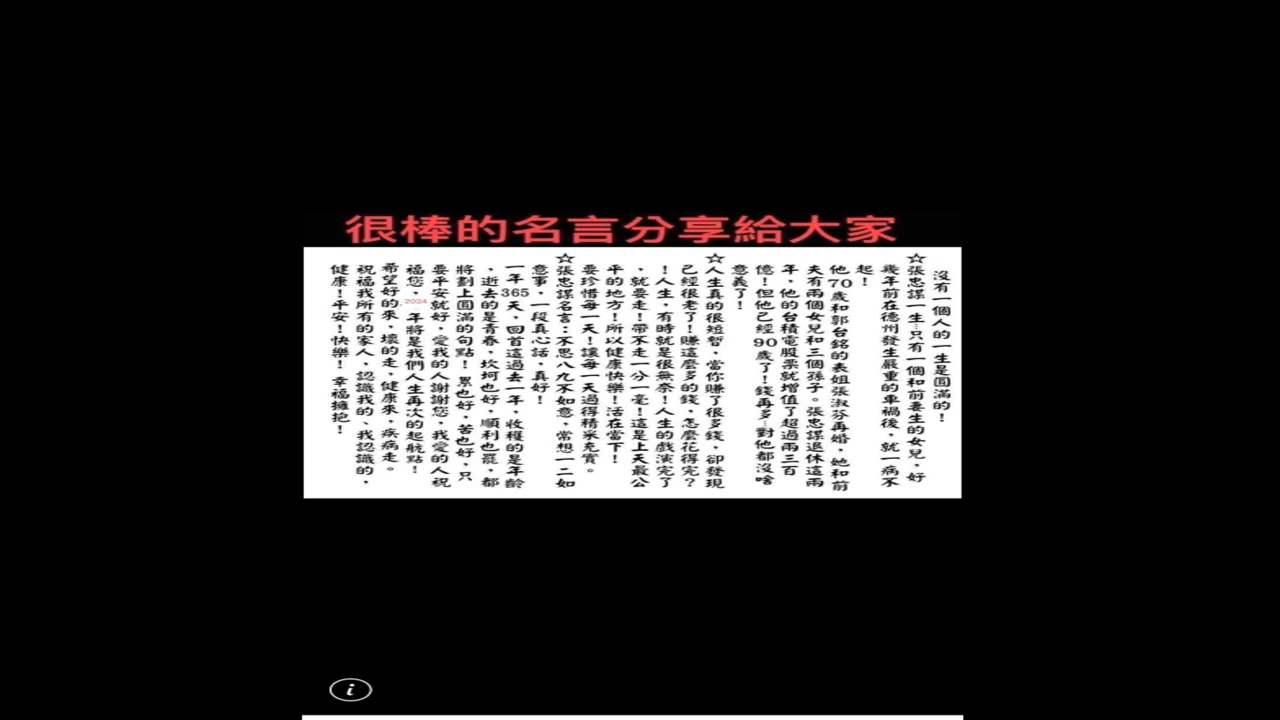 很棒的名言分享給大家
沒有一個人的一生是圓滿的！
☆張忠謀一生…只有一個和前妻生的女兒，好
幾年前在德州發生嚴重的車禍後，就一病不
起！
他70歲和郭台銘的表姐張淑芬再婚，她和前
夫有兩個女兒和三個孫子。張忠謀退休這兩
年，他的台積電股票就增值了超過兩三百
億！但他已經90歲了！錢再多…對他都沒啥
意義了！
☆人生真的很短暫，當你賺了很多錢，卻發現
已經很老了！賺這麼多的錢，怎麼花得完？
！人生，有時就是很無奈！人生的戲演完了
，就要走！帶不走一分一毫！這是上天最公
平的地方！所以健康快樂！活在當下！
要珍惜每一天！讓每一天過得精采充實。
☆張忠謀名言：不思八九不如意，常想一二如
意事，一段真心話，真好！
一年365天，回首這過去一年，收穫的是年齡
，逝去的是青春，坎坷也好，順利也罷，都
將劃上圓滿的句點！累也好，苦也好，只
要平安就好，愛我的人謝謝您，我愛的人祝
福您，2024年將是我們人生再次的起航點！
希望好的來，壞的走，健康來，疾病走。
祝福我所有的家人，認識我的、我認識的，
健康！平安！快樂！幸福擁抱！
i